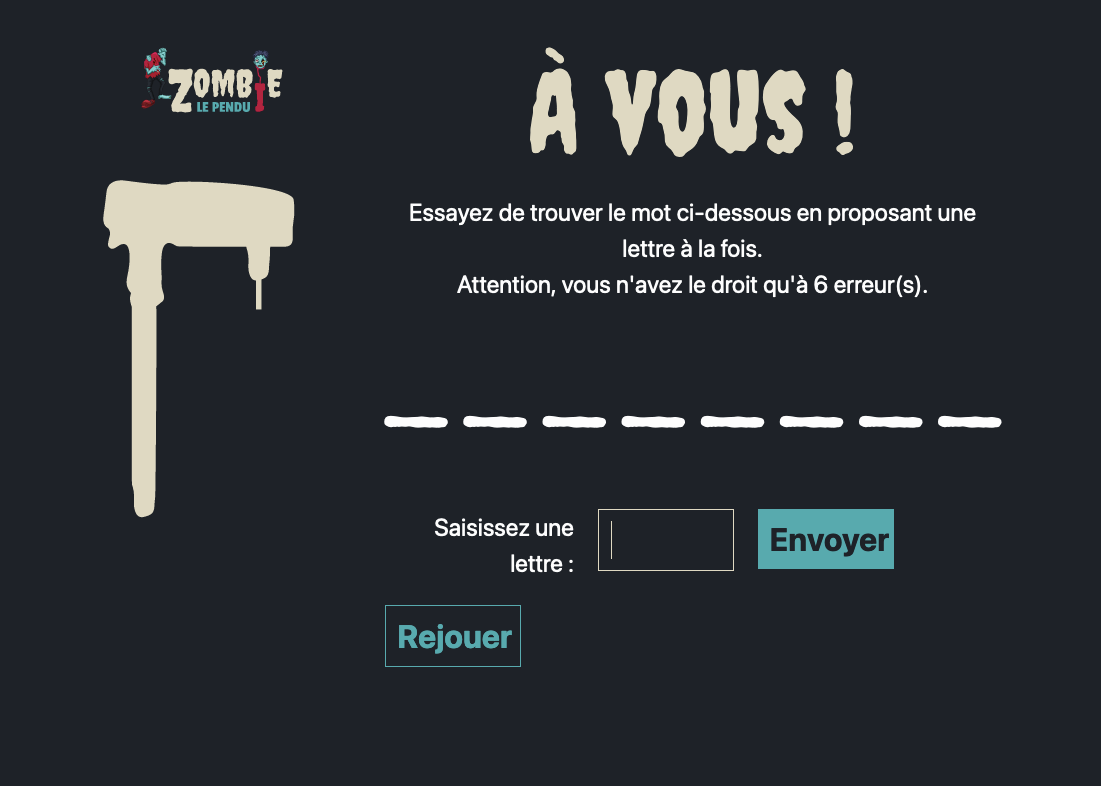 ZOMBIE
LE PENDU
À VOUS !
Essayez de trouver le mot ci-dessous en proposant une
lettre à la fois.
Attention, vous n'avez le droit qu'à 6 erreur(s).
Saisissez une
lettre :
Envoyer
Rejouer